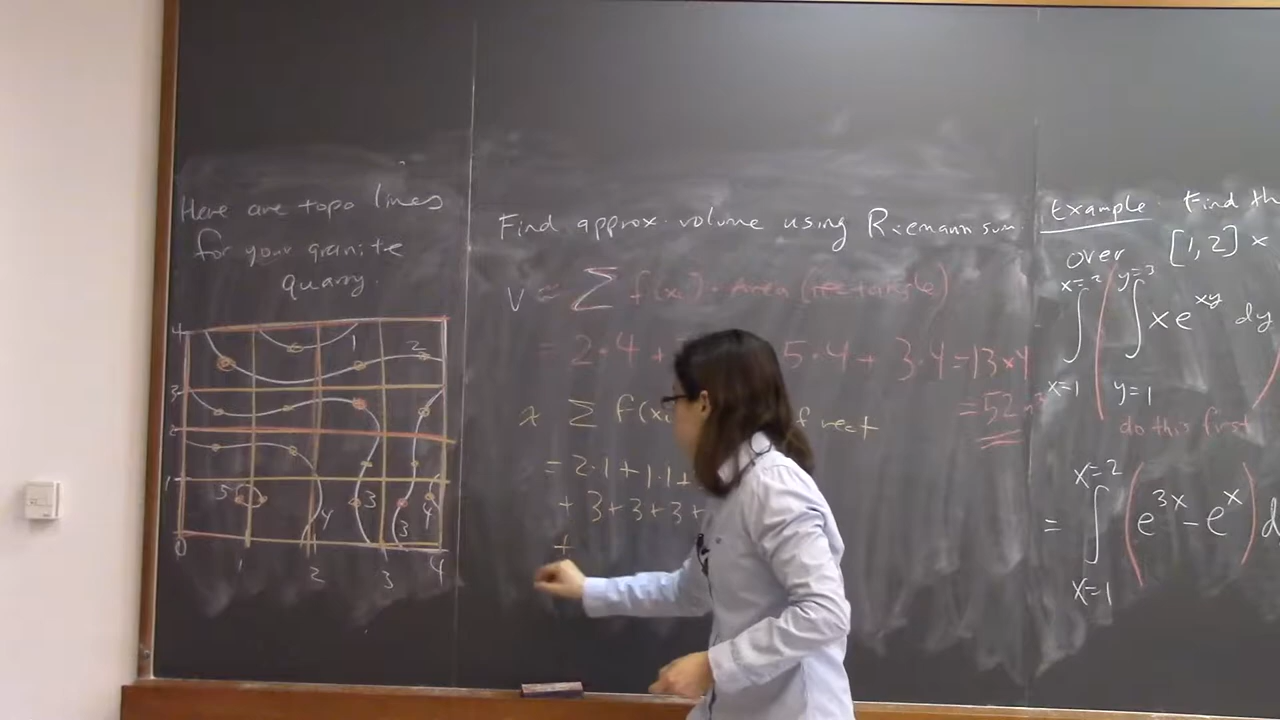 Here are topo lines
for your granite
quarry.
4
3
2
1
0
1
2
3
4
1
2
5
4
3
3
4
Find approx. volume using Riemann sum.
V ≈ ∑ f(xᵢ) · Area (rectangle)
= 2·4 + 5·4 + 3·4 = 13×4
= 52
≈ ∑ f(xᵢ of rect
= 2·1 + 1·1 +
+ 3+3+3+
+
Example: Find th
over [1,2] x
∫ x=1 x=2 ( ∫ y=1 y=3 x e^xy dy
do this first
= ∫ x=1 x=2 ( e^3x - e^x ) d